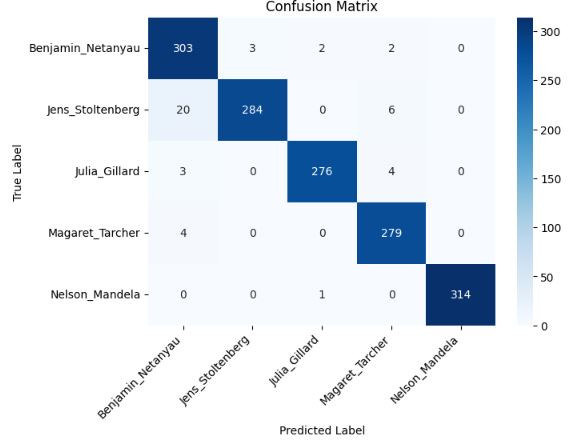 Confusion Matrix
True Label
Benjamin_Netanyau 303 3 2 2 0
Jens_Stoltenberg 20 284 0 6 0
Julia_Gillard 3 0 276 4 0
Magaret_Tarcher 4 0 0 279 0
Nelson_Mandela 0 0 1 0 314
Benjamin_Netanyau
Jens_Stoltenberg
Julia_Gillard
Magaret_Tarcher
Nelson_Mandela
Predicted Label
300
250
200
150
100
50
0